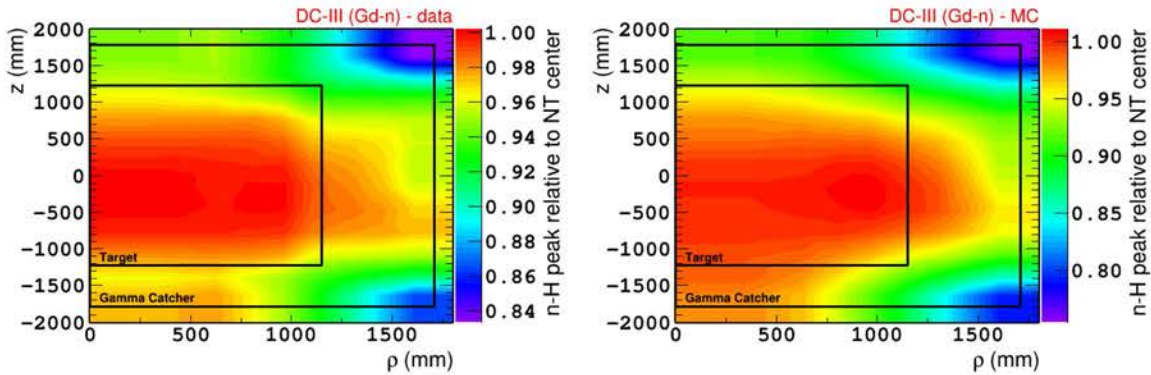 DC-III (Gd-n) - data
z (mm)
2000
1500
1000
500
0
−500
−1000
−1500
−2000
Target
Gamma Catcher
0 500 1000 1500
ρ (mm)
1.00
0.98
0.96
0.94
0.92
0.90
0.88
0.86
0.84
n-H peak relative to NT center
DC-III (Gd-n) - MC
z (mm)
2000
1500
1000
500
0
−500
−1000
−1500
−2000
Target
Gamma Catcher
0 500 1000 1500
ρ (mm)
1.00
0.95
0.90
0.85
0.80
n-H peak relative to NT center